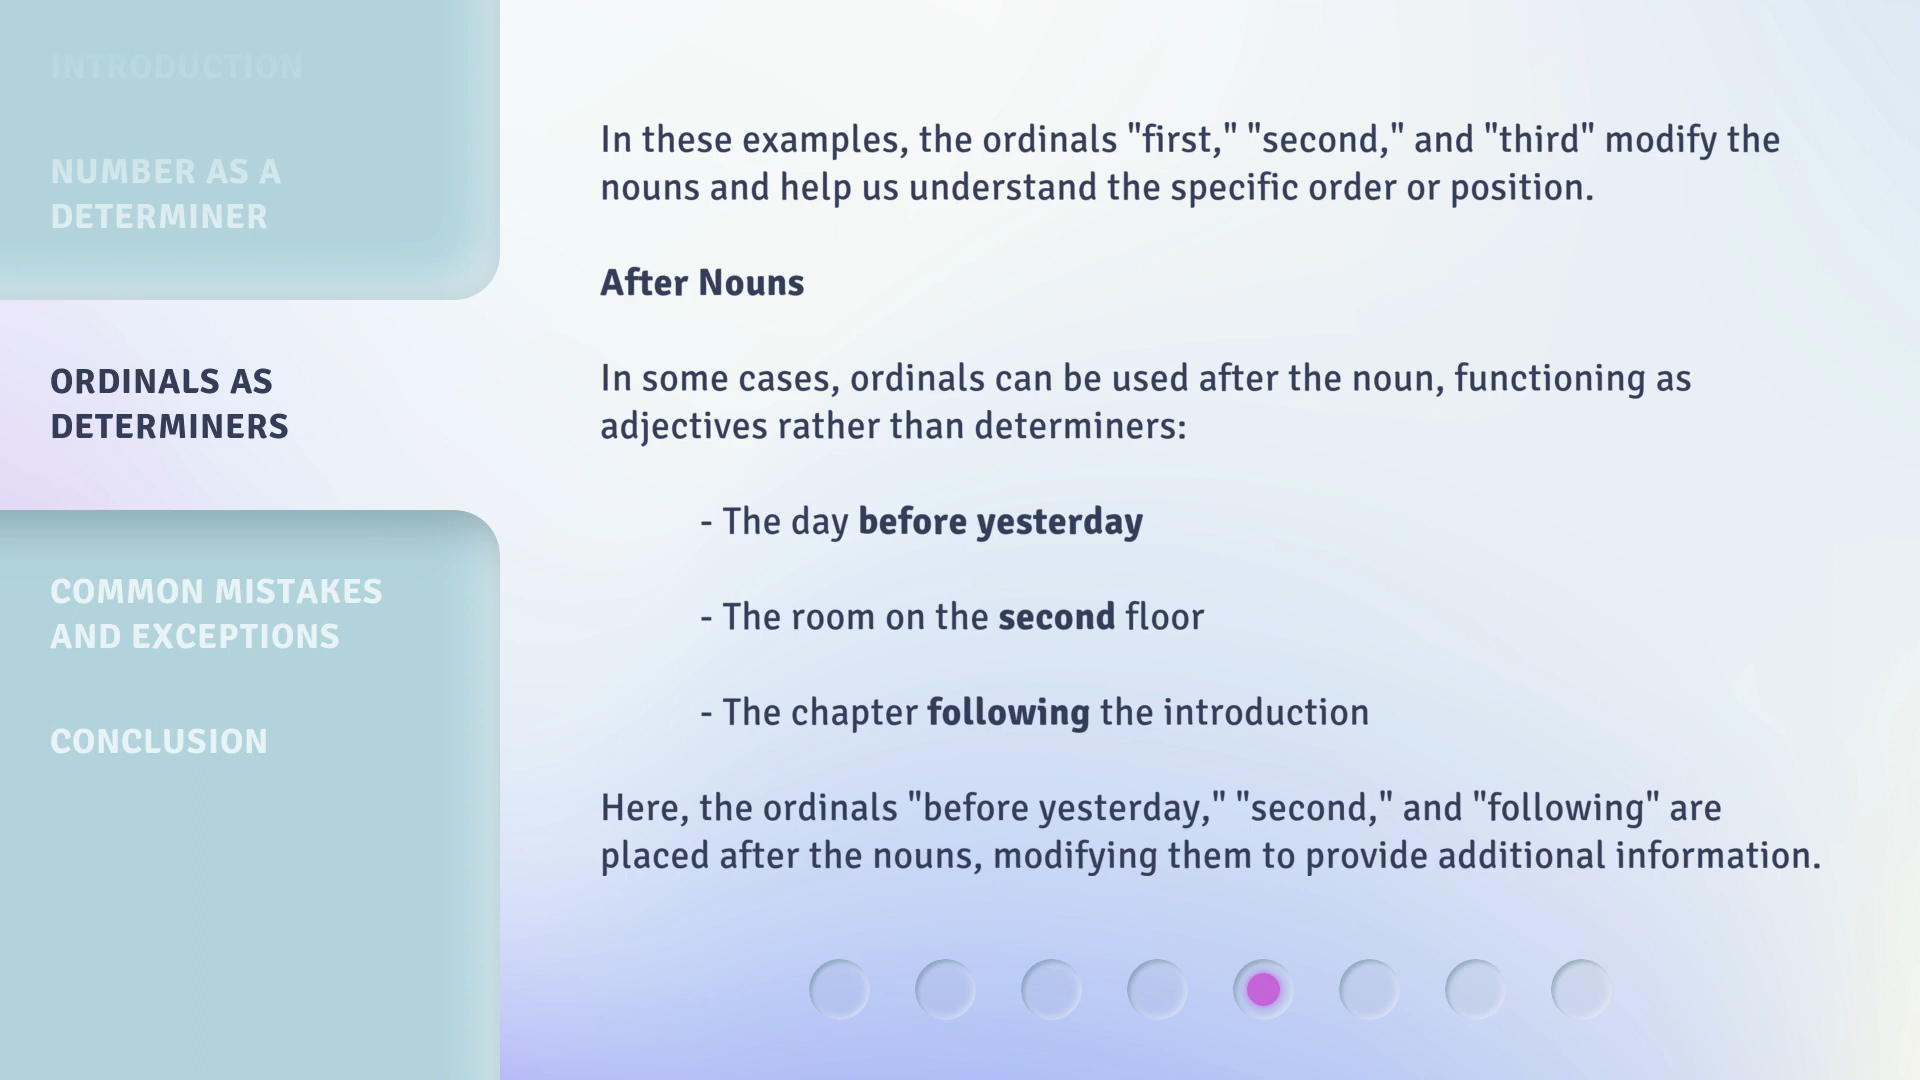 INTRODUCTION
NUMBER AS A
DETERMINER
ORDINALS AS
DETERMINERS
COMMON MISTAKES
AND EXCEPTIONS
CONCLUSION
In these examples, the ordinals "first," "second," and "third" modify the
nouns and help us understand the specific order or position.
After Nouns
In some cases, ordinals can be used after the noun, functioning as
adjectives rather than determiners:
- The day before yesterday
- The room on the second floor
- The chapter following the introduction
Here, the ordinals "before yesterday," "second," and "following" are
placed after the nouns, modifying them to provide additional information.